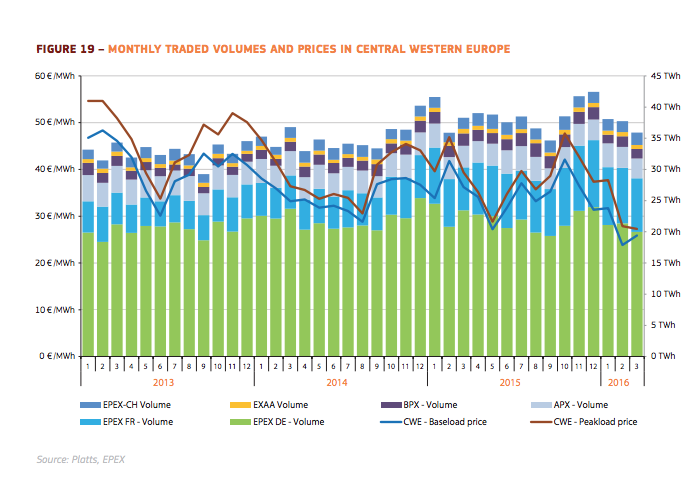 FIGURE 19 – MONTHLY TRADED VOLUMES AND PRICES IN CENTRAL WESTERN EUROPE
60 €/MWh 45 TWh
40 TWh
50 €/MWh
35 TWh
40 €/MWh 30 TWh
25 TWh
30 €/MWh
20 TWh
20 €/MWh 15 TWh
10 TWh
10 €/MWh
5 TWh
0 €/MWh 0 TWh
1 2 3 4 5 6 7 8 9 10 11 12 1 2 3 4 5 6 7 8 9 10 11 12 1 2 3 4 5 6 7 8 9 10 11 12 1 2 3
2013 2014 2015 2016
EPEX-CH Volume EXAA Volume BPX - Volume APX - Volume
EPEX FR - Volume EPEX DE - Volume CWE - Baseload price CWE - Peakload price
Source: Platts, EPEX